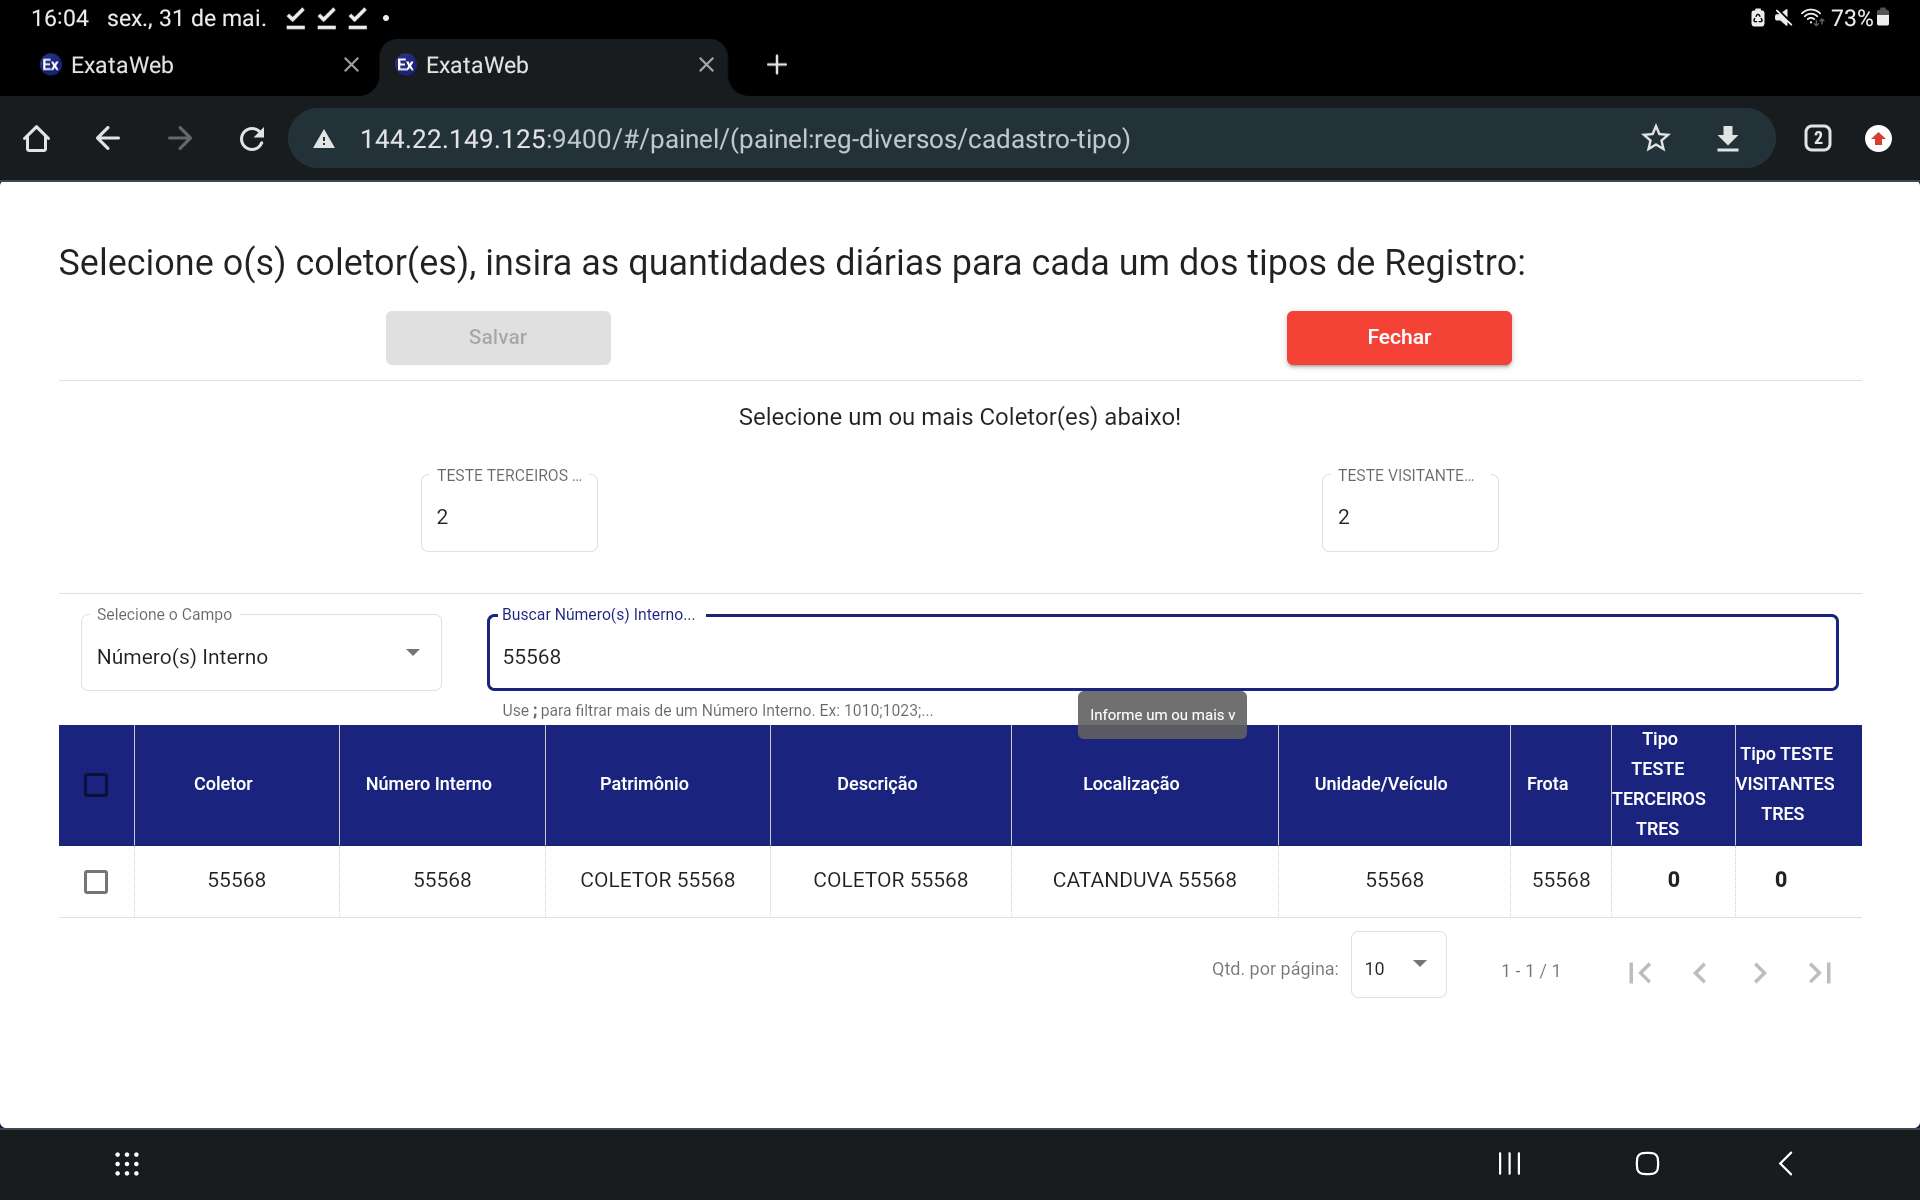 16:04 sex., 31 de mai.
73%
Ex ExataWeb
Ex ExataWeb
144.22.149.125:9400/#/painel/(painel:reg-diversos/cadastro-tipo)
2
Selecione o(s) coletor(es), insira as quantidades diárias para cada um dos tipos de Registro:
Salvar
Fechar
Selecione um ou mais Coletor(es) abaixo!
TESTE TERCEIROS ...
2
TESTE VISITANTE...
2
Selecione o Campo
Número(s) Interno
Buscar Número(s) Interno...
55568
Use ; para filtrar mais de um Número Interno. Ex: 1010;1023;...
Informe um ou mais v
Coletor
Número Interno
Patrimônio
Descrição
Localização
Unidade/Veículo
Frota
Tipo
TESTE
TERCEIROS
TRES
Tipo TESTE
VISITANTES
TRES
55568
55568
COLETOR 55568
COLETOR 55568
CATANDUVA 55568
55568
55568
0
0
Qtd. por página:
10
1 - 1 / 1